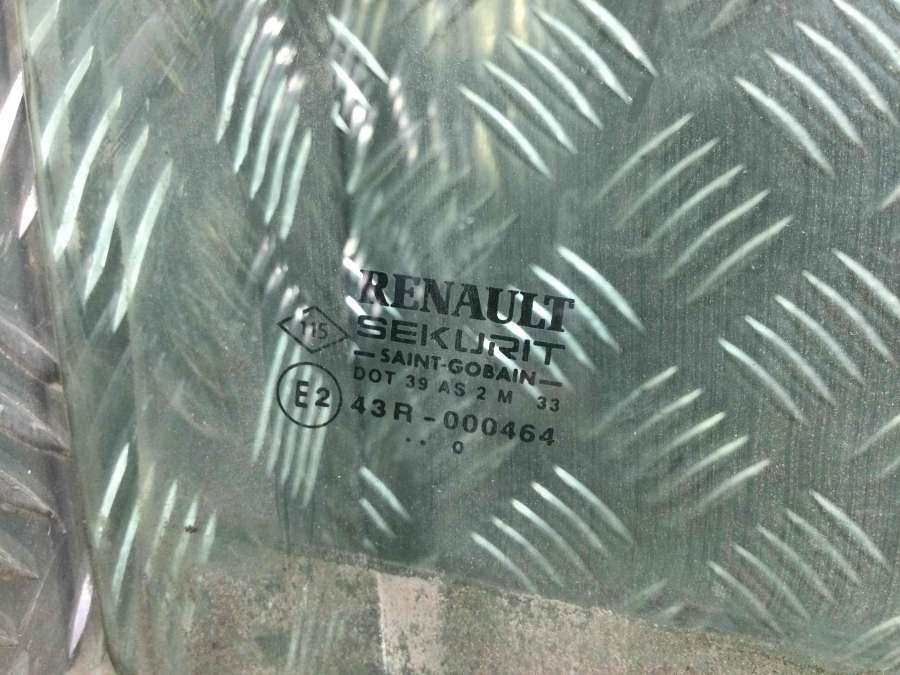 RENAULT
115
SEKURIT
—SAINT-GOBAIN—
DOT 39 AS 2 M 33
E2
43R-000464
.. 0